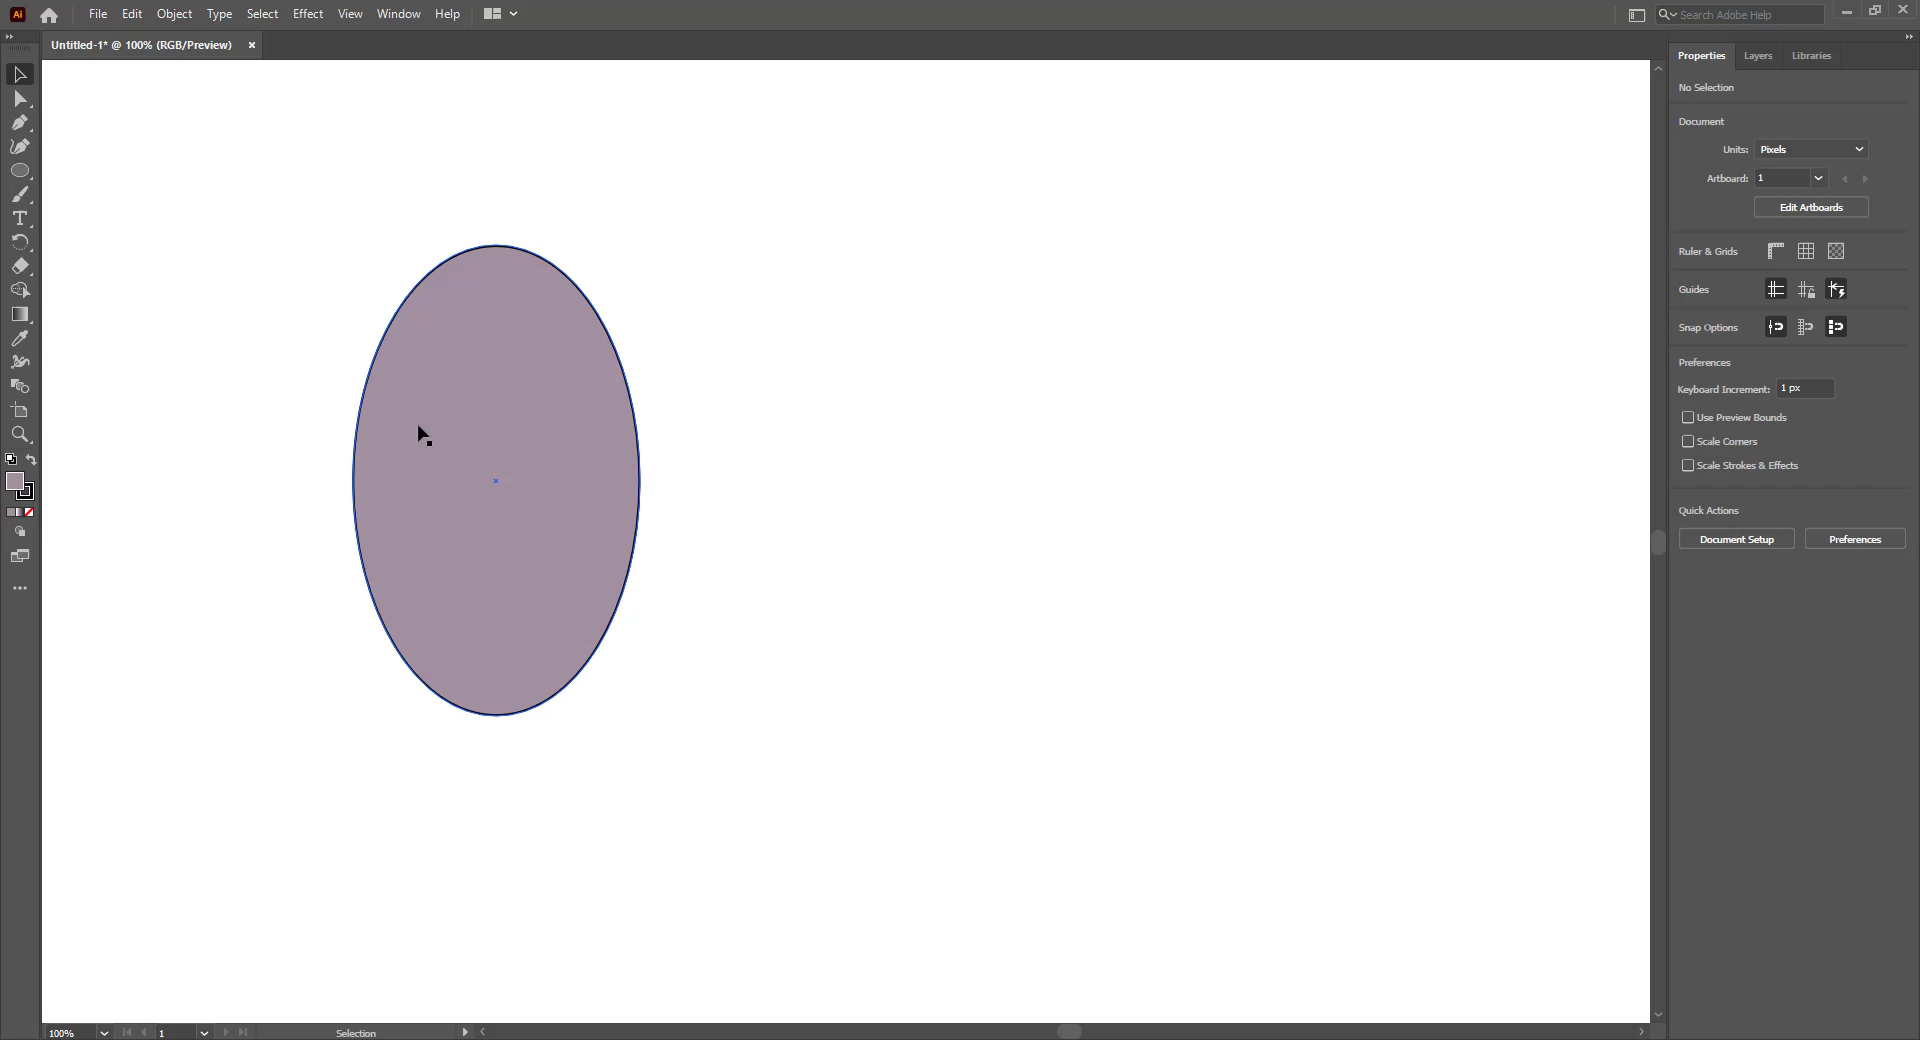 Ai File Edit Object Type Select Effect View Window Help Search Adobe Help
Untitled-1* @ 100% (RGB/Preview) ×
Properties Layers Libraries
No Selection
Document
Units: Pixels
Artboard: 1
Edit Artboards
Ruler & Grids
Guides
Snap Options
Preferences
Keyboard Increment: 1 px
Use Preview Bounds
Scale Corners
Scale Strokes & Effects
Quick Actions
Document Setup Preferences
100% 1 Selection